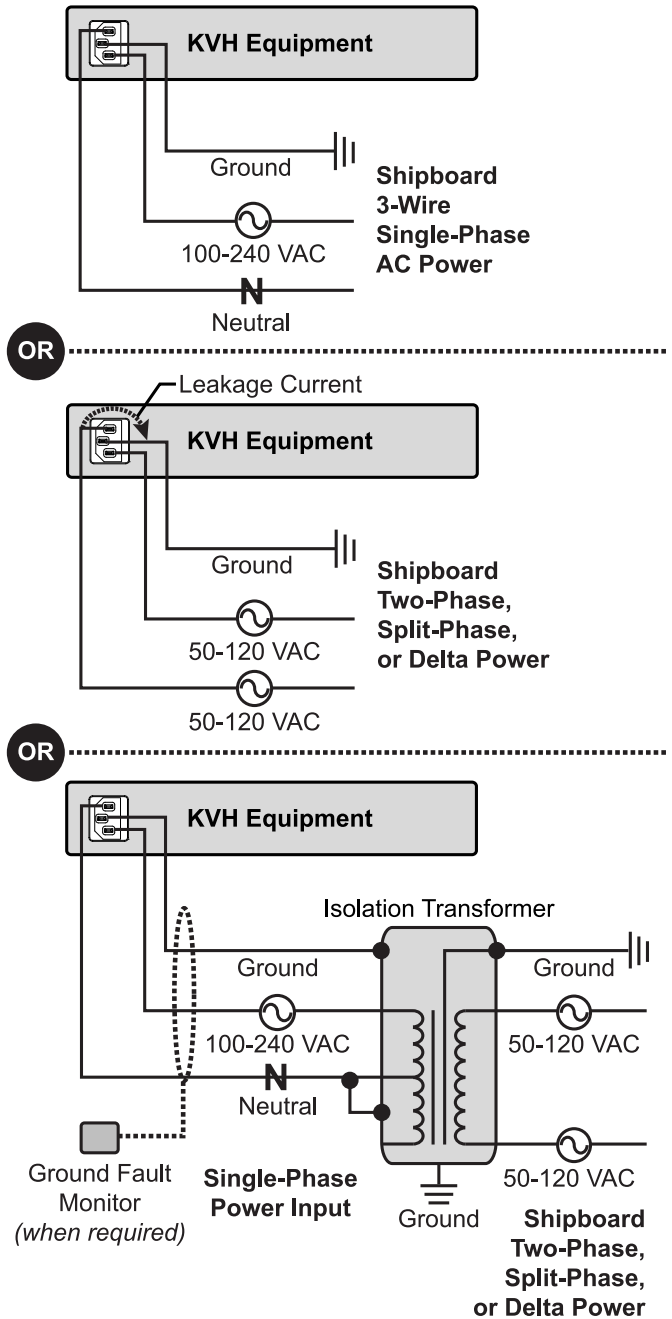 KVH Equipment
Ground
Shipboard
3-Wire
Single-Phase
AC Power
100-240 VAC
N
Neutral
OR
Leakage Current
KVH Equipment
Ground
Shipboard
Two-Phase,
Split-Phase,
or Delta Power
50-120 VAC
50-120 VAC
OR
KVH Equipment
Isolation Transformer
Ground
Ground
100-240 VAC
50-120 VAC
N
Neutral
Ground Fault
Monitor
(when required)
Single-Phase
Power Input
Ground
50-120 VAC
Shipboard
Two-Phase,
Split-Phase,
or Delta Power